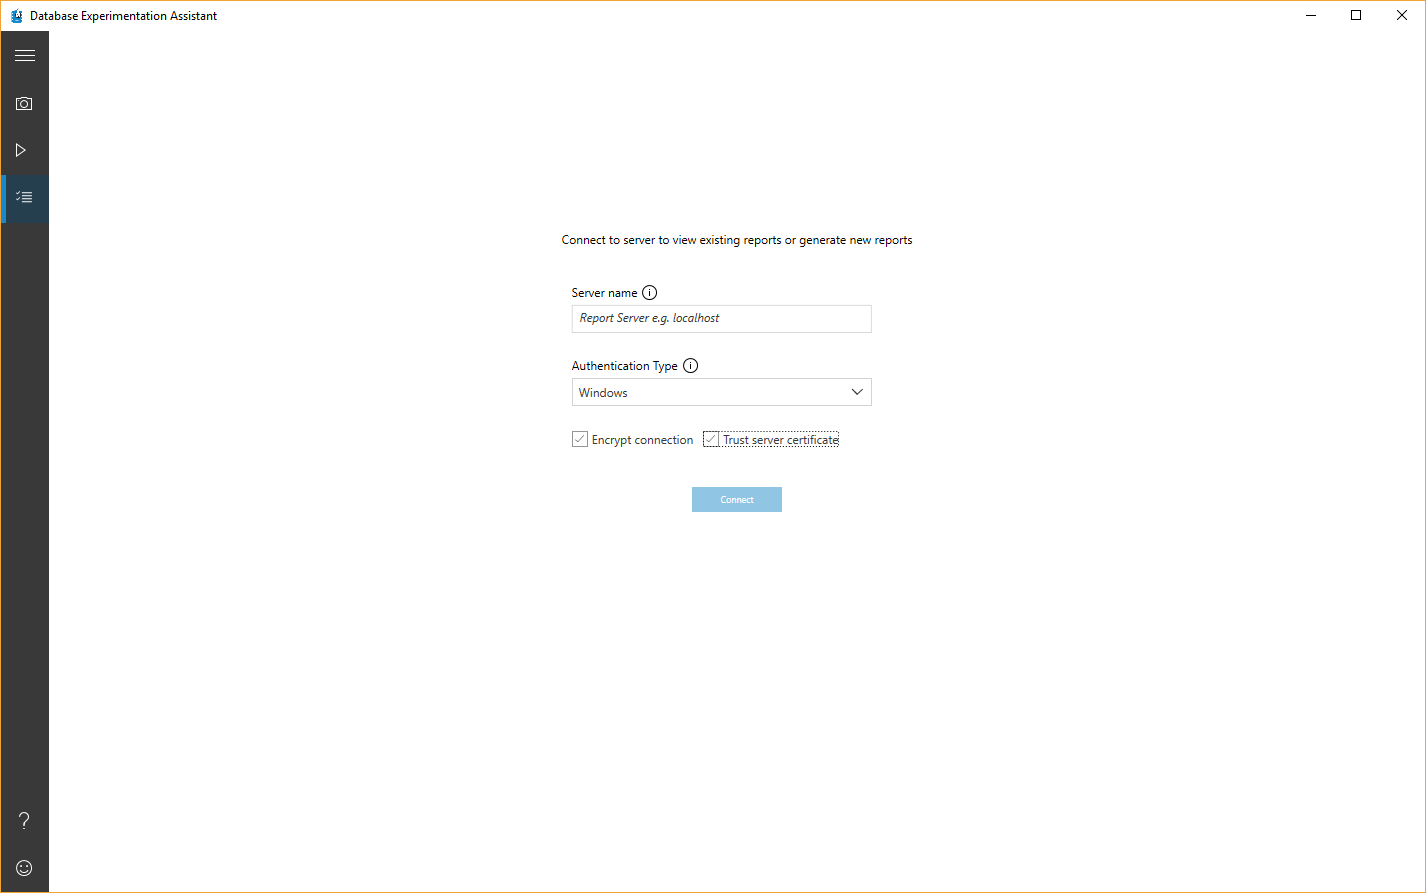 Database Experimentation Assistant
Connect to server to view existing reports or generate new reports
Server name
Report Server e.g. localhost
Authentication Type
Windows
Encrypt connection Trust server certificate
Connect